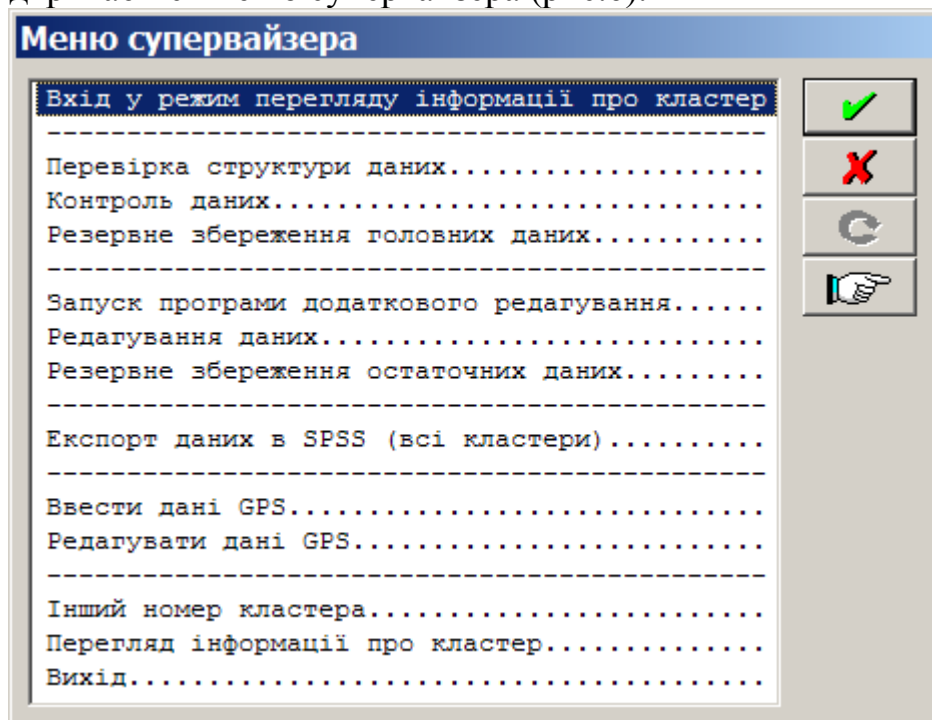 Меню супервайзера
Вхід у режим перегляду інформації про кластер
---------------------------------------------
Перевірка структури даних....................
Контроль даних...............................
Резервне збереження головних даних...........
---------------------------------------------
Запуск програми додаткового редагування......
Редагування даних............................
Резервне збереження остаточних даних.........
---------------------------------------------
Експорт даних в SPSS (всі кластери)..........
---------------------------------------------
Ввести дані GPS..............................
Редагувати дані GPS..........................
---------------------------------------------
Інший номер кластера.........................
Перегляд інформації про кластер..............
Вихід........................................